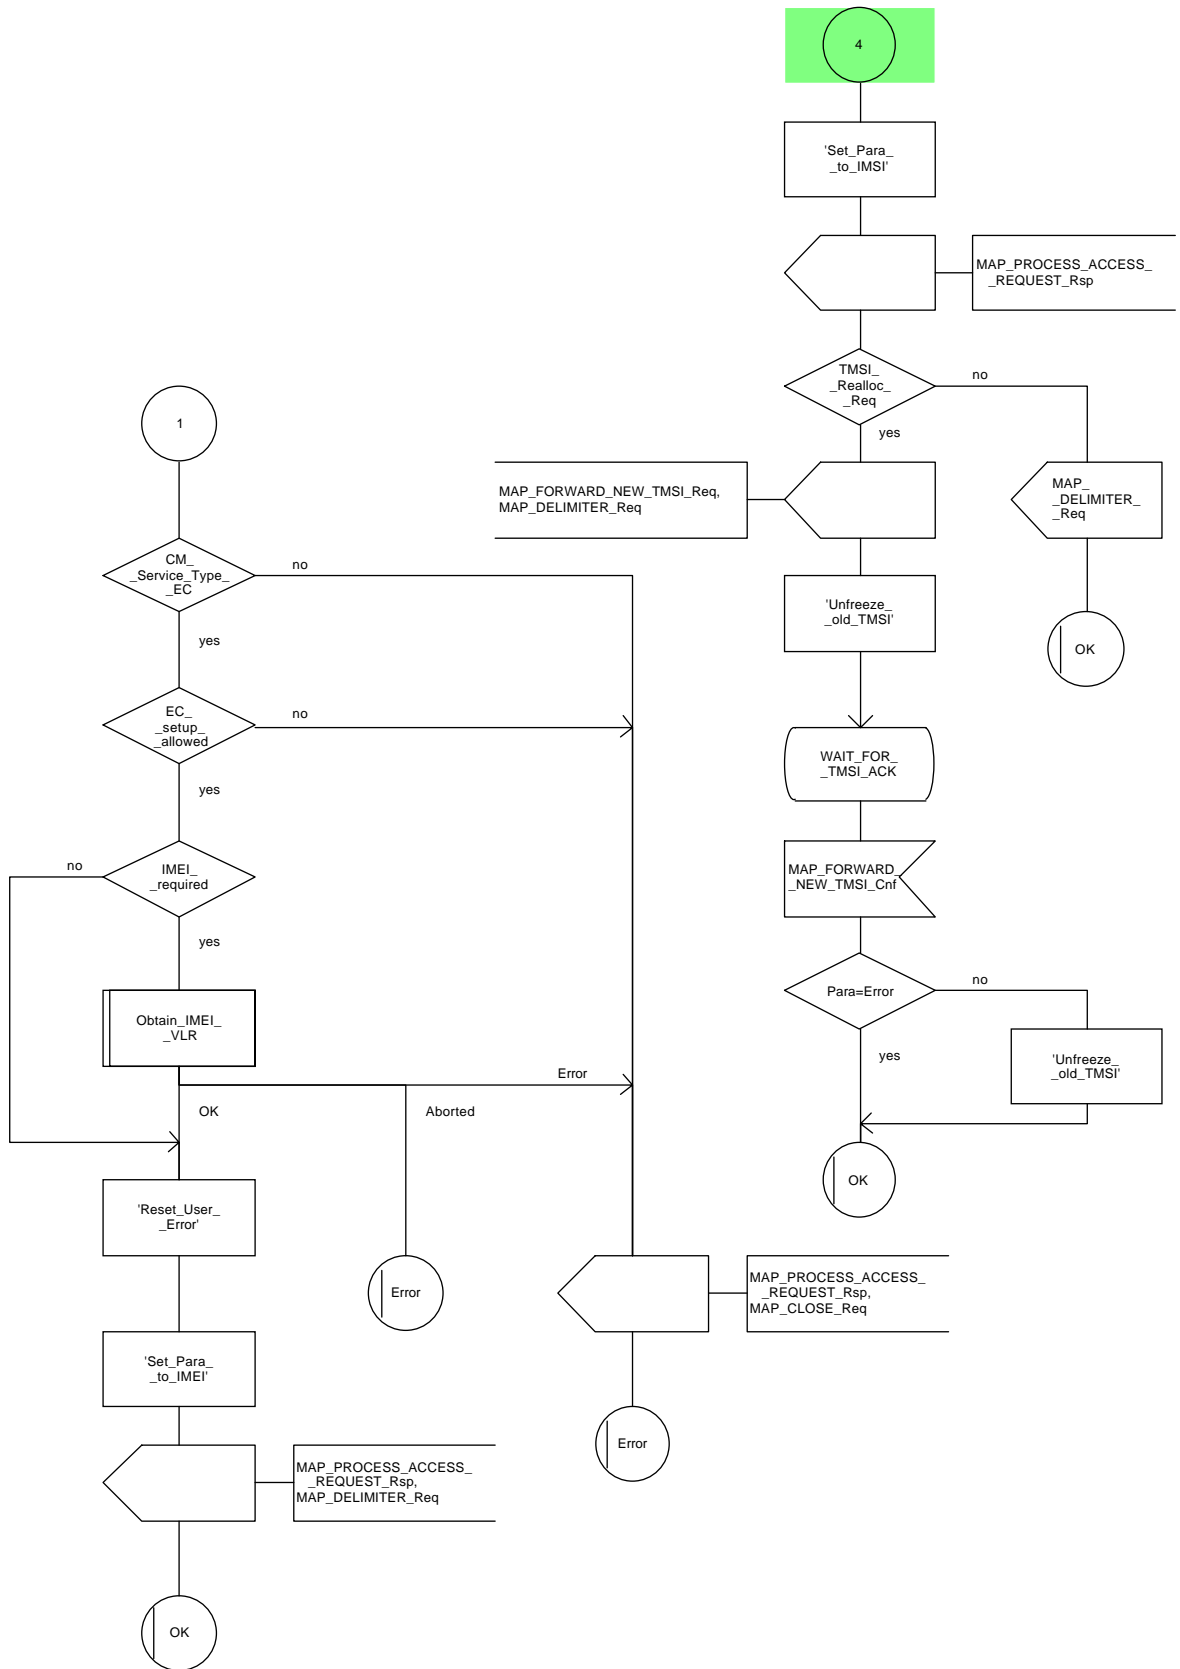 4
'Set_Para_
_to_IMSI'
MAP_PROCESS_ACCESS_
_REQUEST_Rsp
TMSI_
_Realloc_
_Req
no
yes
MAP_FORWARD_NEW_TMSI_Req,
MAP_DELIMITER_Req
MAP_
_DELIMITER_
_Req
'Unfreeze_
_old_TMSI'
OK
WAIT_FOR_
_TMSI_ACK
MAP_FORWARD_
_NEW_TMSI_Cnf
Para=Error
no
yes
'Unfreeze_
_old_TMSI'
OK
1
CM_
_Service_Type_
_EC
no
yes
EC_
_setup_
_allowed
no
yes
IMEI_
_required
no
yes
Obtain_IMEI_
_VLR
Error
OK
Aborted
'Reset_User_
_Error'
Error
MAP_PROCESS_ACCESS_
_REQUEST_Rsp,
MAP_CLOSE_Req
'Set_Para_
_to_IMEI'
Error
MAP_PROCESS_ACCESS_
_REQUEST_Rsp,
MAP_DELIMITER_Req
OK